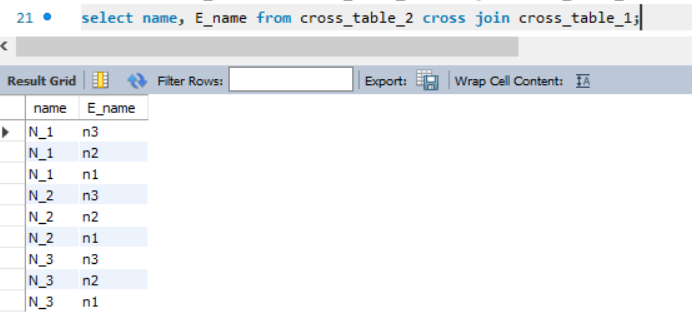 21 select name, E_name from cross_table_2 cross join cross_table_1;
Result Grid Filter Rows: Export: Wrap Cell Content: IA
name E_name
N_1 n3
N_1 n2
N_1 n1
N_2 n3
N_2 n2
N_2 n1
N_3 n3
N_3 n2
N_3 n1